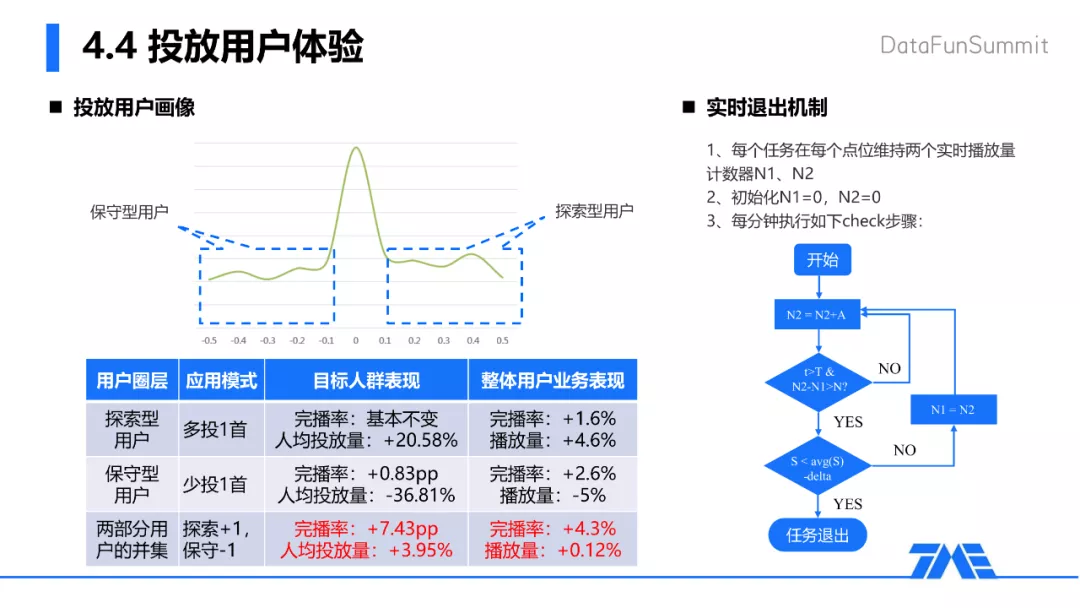 4.4 投放用户体验
DataFunSummit
■ 投放用户画像
保守型用户
探索型用户
-0.5 -0.4 -0.3 -0.2 -0.1 0 0.1 0.2 0.3 0.4 0.5
用户圈层 应用模式 目标人群表现 整体用户业务表现
探索型
用户
多投1首
完播率：基本不变
人均投放量：+20.58%
完播率：+1.6%
播放量：+4.6%
保守型
用户
少投1首
完播率：+0.83pp
人均投放量：-36.81%
完播率：+2.6%
播放量：-5%
两部分用
户的并集
探索+1，
保守-1
完播率：+7.43pp
人均投放量：+3.95%
完播率：+4.3%
播放量：+0.12%
■ 实时退出机制
1、每个任务在每个点位维持两个实时播放量
计数器N1、N2
2、初始化N1=0，N2=0
3、每分钟执行如下check步骤：
开始
N2 = N2+A
t>T &
N2-N1>N?
NO
YES
N1 = N2
S < avg(S)
-delta
NO
YES
任务退出
TME